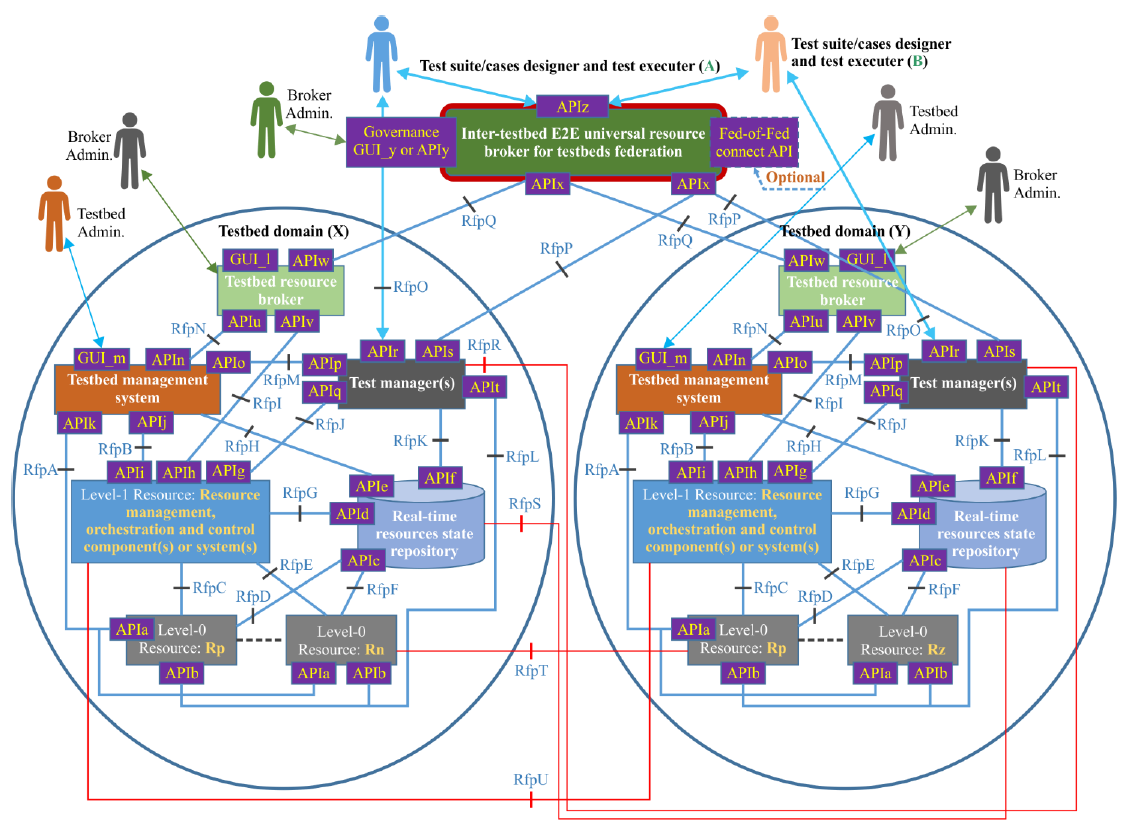 Test suite/cases designer and test executer (A)
Test suite/cases designer
and test executer (B)
Broker
Admin.
Broker
Admin.
Testbed
Admin.
Testbed
Admin.
Broker
Admin.
APIz
Governance
GUI_y or APIy
Inter-testbed E2E universal resource
broker for testbeds federation
Fed-of-Fed
connect API
Optional
APIx
APIx
RfpQ
RfpP
RfpQ
RfpP
RfpO
Testbed domain (X)
GUI_l
APIw
Testbed resource
broker
APIu
APIv
RfpN
GUI_m
APIn
APIo
Testbed management
system
APIk
APIj
RfpM
RfpI
APIr
APIs
RfpR
APIp
APIq
Test manager(s)
APIt
RfpJ
RfpH
RfpK
RfpL
RfpA
RfpB
APIi
APIh
APIg
Level-1 Resource: Resource
management,
orchestration and control
component(s) or system(s)
RfpG
APIe
APIf
APId
Real-time
resources state
repository
APIc
RfpS
RfpC
RfpD
RfpE
RfpF
APIa
Level-0
Resource: Rp
APIb
Level-0
Resource: Rn
APIa
APIb
RfpT
RfpU
Testbed domain (Y)
APIw
GUI_l
Testbed resource
broker
APIu
APIv
RfpN
RfpO
GUI_m
APIn
APIo
Testbed management
system
APIk
APIj
RfpM
RfpI
APIr
APIs
APIp
APIq
Test manager(s)
APIt
RfpJ
RfpH
RfpK
RfpL
RfpA
RfpB
APIi
APIh
APIg
Level-1 Resource: Resource
management,
orchestration and control
component(s) or system(s)
RfpG
APIe
APIf
APId
Real-time
resources state
repository
APIc
RfpC
RfpD
RfpE
RfpF
APIa
Level-0
Resource: Rp
APIb
Level-0
Resource: Rz
APIa
APIb